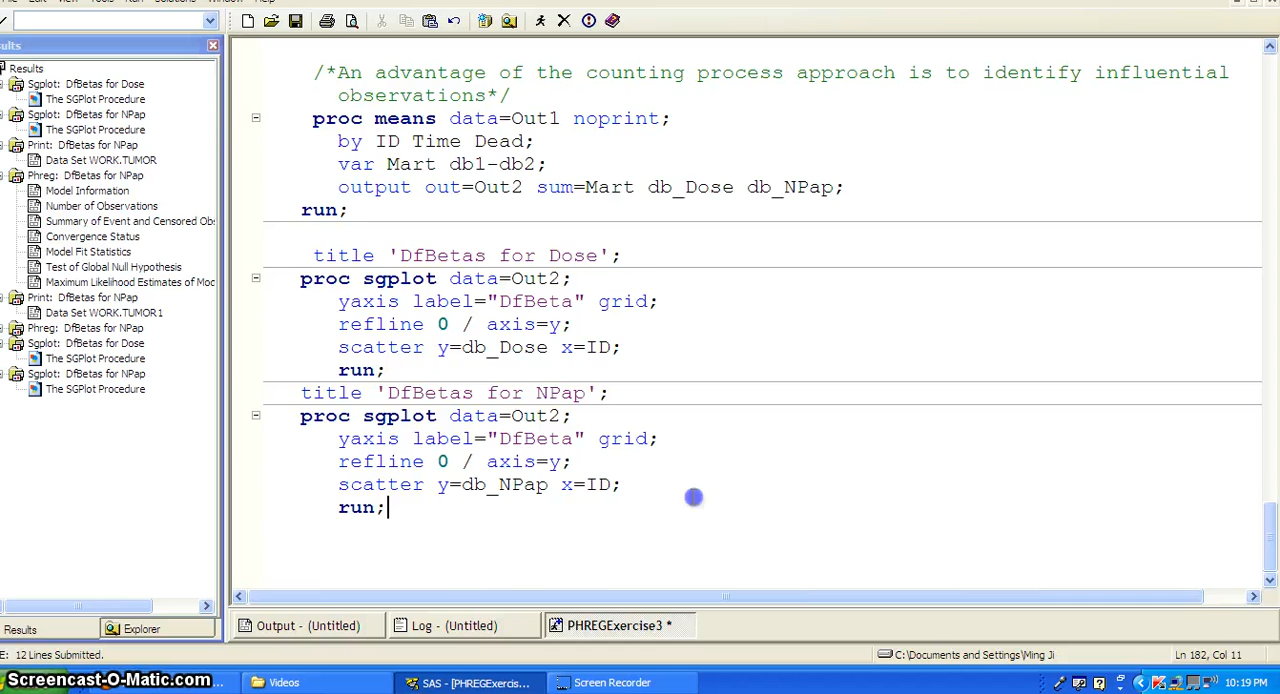 File Edit View Tools Run Solutions Window Help
ults
Results
Sgplot: DfBetas for Dose
The SGPlot Procedure
Sgplot: DfBetas for NPap
The SGPlot Procedure
Print: DfBetas for NPap
Data Set WORK.TUMOR
Phreg: DfBetas for NPap
Model Information
Number of Observations
Summary of Event and Censored Obs
Convergence Status
Model Fit Statistics
Test of Global Null Hypothesis
Maximum Likelihood Estimates of Moc
Print: DfBetas for NPap
Data Set WORK.TUMOR1
Phreg: DfBetas for NPap
Sgplot: DfBetas for Dose
The SGPlot Procedure
Sgplot: DfBetas for NPap
The SGPlot Procedure
Results
Explorer
/*An advantage of the counting process approach is to identify influential
observations*/
proc means data=Out1 noprint;
by ID Time Dead;
var Mart db1-db2;
output out=Out2 sum=Mart db_Dose db_NPap;
run;
title 'DfBetas for Dose';
proc sgplot data=Out2;
yaxis label="DfBeta" grid;
refline 0 / axis=y;
scatter y=db_Dose x=ID;
run;
title 'DfBetas for NPap';
proc sgplot data=Out2;
yaxis label="DfBeta" grid;
refline 0 / axis=y;
scatter y=db_NPap x=ID;
run;
Output - (Untitled)
Log - (Untitled)
PHREGExercise3 *
E: 12 Lines Submitted.
C:\Documents and Settings\Ming Ji
Ln 182, Col 11
Screencast-O-Matic.com
Videos
SAS - [PHREGExercis...
Screen Recorder
10:19 PM